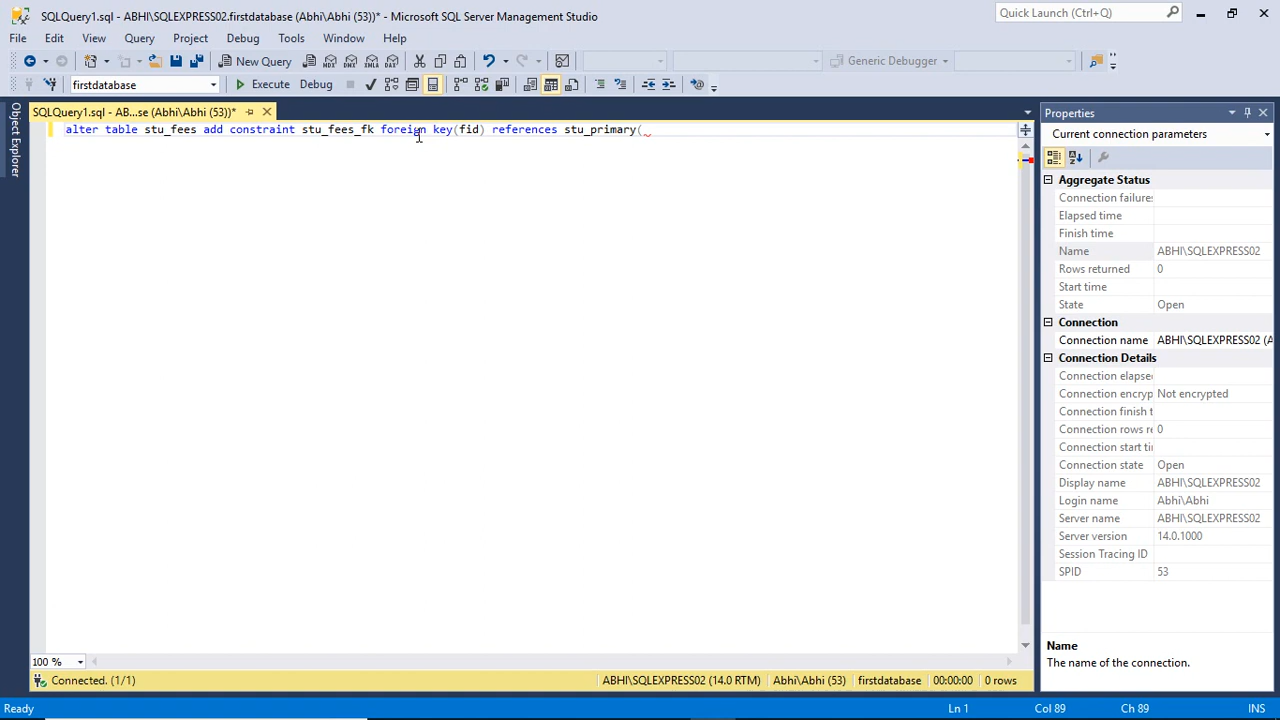 SQLQuery1.sql - ABHI\SQLEXPRESS02.firstdatabase (Abhi\Abhi (53))* - Microsoft SQL Server Management Studio
Quick Launch (Ctrl+Q)
File Edit View Query Project Debug Tools Window Help
New Query
MDX DMX XMLA DAX
Generic Debugger
firstdatabase
Execute Debug
Object Explorer
SQLQuery1.sql - AB...se (Abhi\Abhi (53))*
alter table stu_fees add constraint stu_fees_fk foreign key(fid) references stu_primary(
100 %
Connected. (1/1)
ABHI\SQLEXPRESS02 (14.0 RTM) Abhi\Abhi (53) firstdatabase 00:00:00 0 rows
Properties
Current connection parameters
Aggregate Status
Connection failures
Elapsed time
Finish time
Name ABHI\SQLEXPRESS02
Rows returned 0
Start time
State Open
Connection
Connection name ABHI\SQLEXPRESS02 (A
Connection Details
Connection elapse
Connection encryp Not encrypted
Connection finish t
Connection rows re 0
Connection start ti
Connection state Open
Display name ABHI\SQLEXPRESS02
Login name Abhi\Abhi
Server name ABHI\SQLEXPRESS02
Server version 14.0.1000
Session Tracing ID
SPID 53
Name
The name of the connection.
Ready Ln 1 Col 89 Ch 89 INS